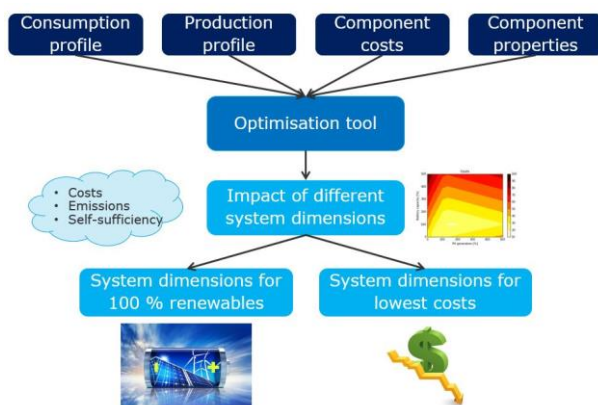 Consumption profile
Production profile
Component costs
Component properties
Optimisation tool
• Costs
• Emissions
• Self-sufficiency
Impact of different
system dimensions
System dimensions for
100 % renewables
System dimensions for
lowest costs
$